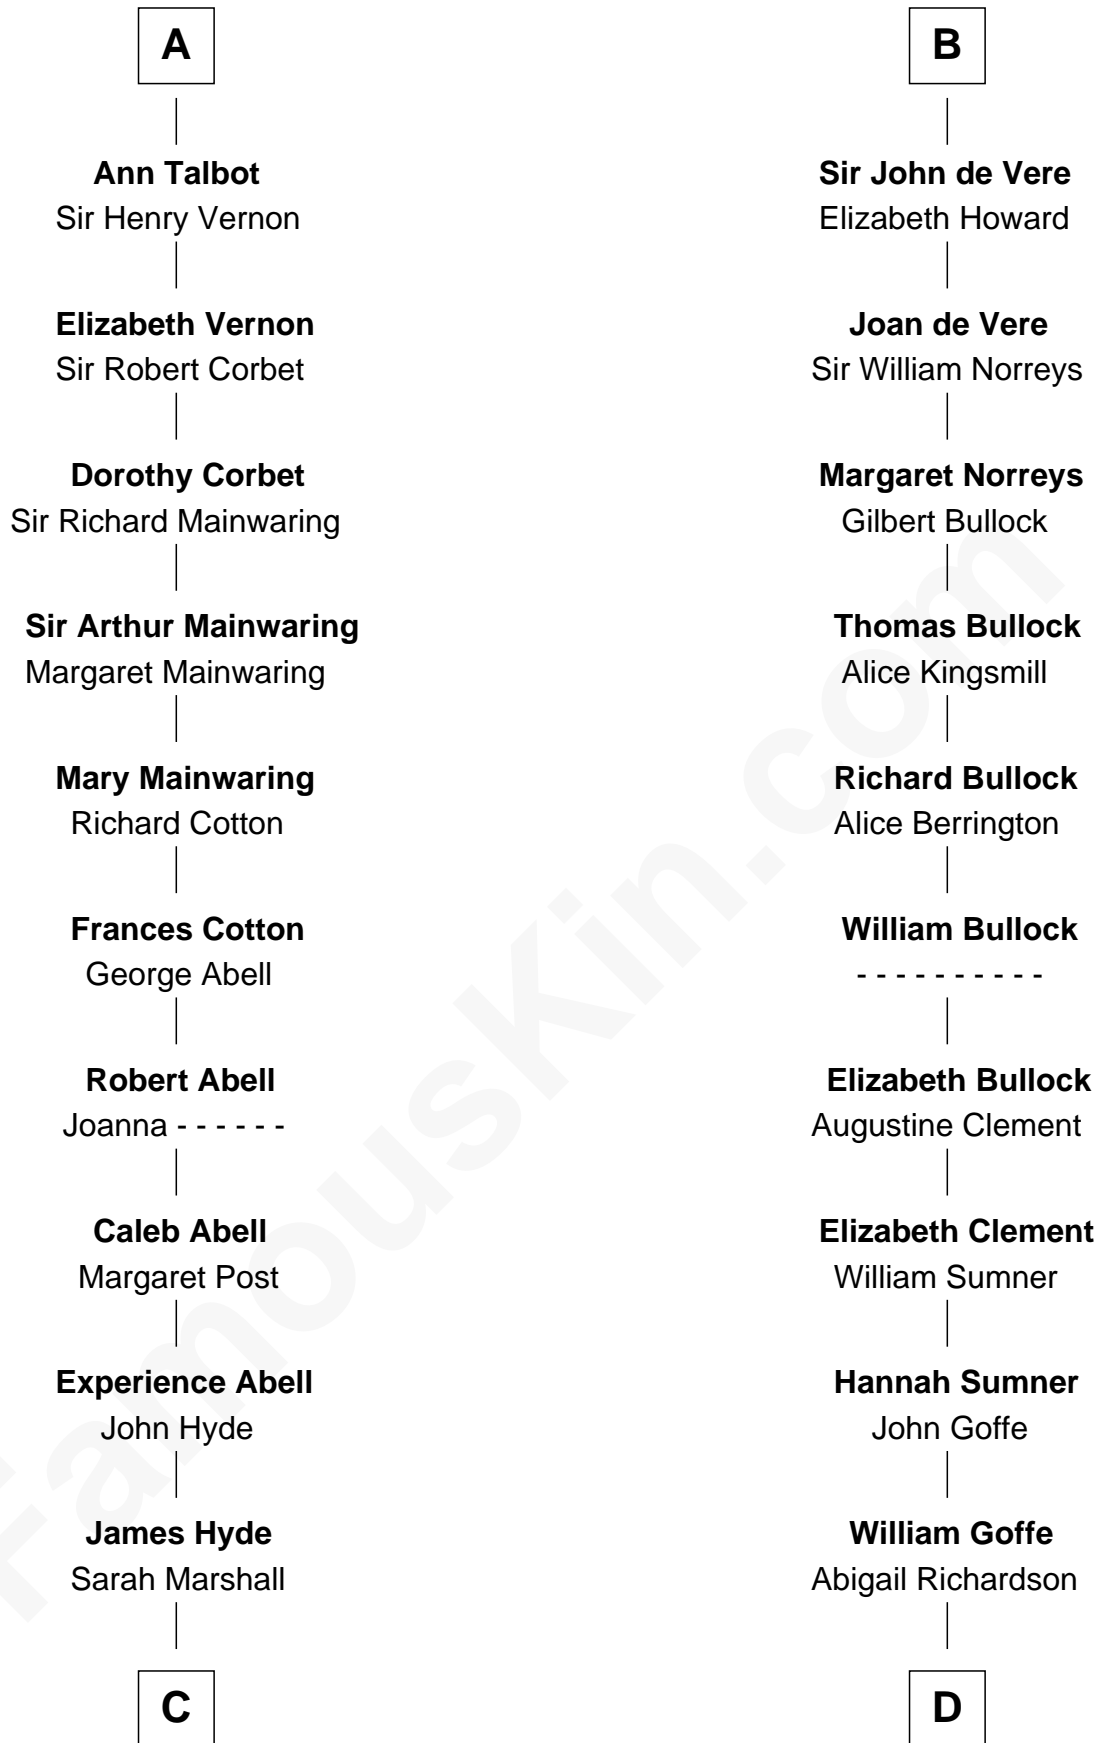 A
Ann Talbot
Sir Henry Vernon
Elizabeth Vernon
Sir Robert Corbet
Dorothy Corbet
Sir Richard Mainwaring
Sir Arthur Mainwaring
Margaret Mainwaring
Mary Mainwaring
Richard Cotton
Frances Cotton
George Abell
Robert Abell
Joanna - - - - - -
Caleb Abell
Margaret Post
Experience Abell
John Hyde
James Hyde
Sarah Marshall
C
B
Sir John de Vere
Elizabeth Howard
Joan de Vere
Sir William Norreys
Margaret Norreys
Gilbert Bullock
Thomas Bullock
Alice Kingsmill
Richard Bullock
Alice Berrington
William Bullock
- - - - - - - - - -
Elizabeth Bullock
Augustine Clement
Elizabeth Clement
William Sumner
Hannah Sumner
John Goffe
William Goffe
Abigail Richardson
D
FamousKin.com